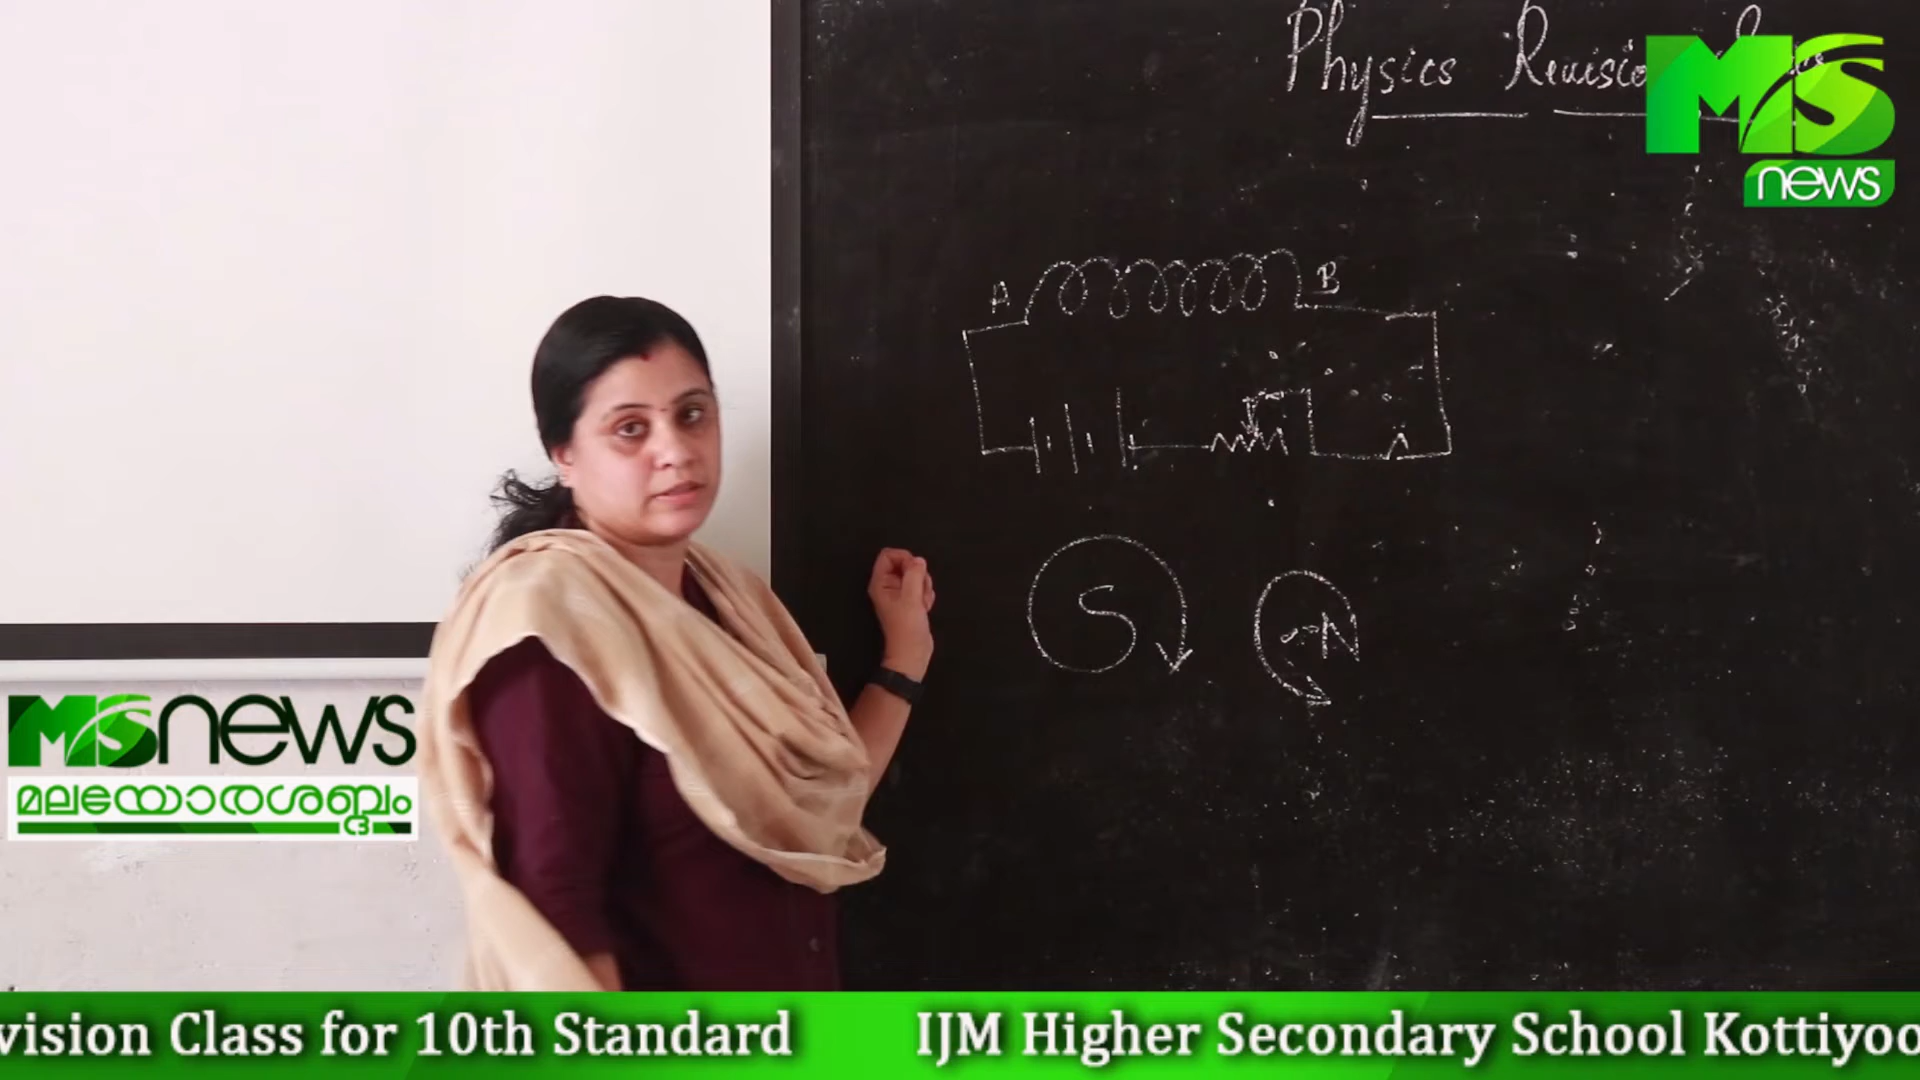 Physics Revisio
MS
news
A
B
S
N
MSnews
മലയോരശബ്ദം
vision Class for 10th Standard IJM Higher Secondary School Kottiyoo